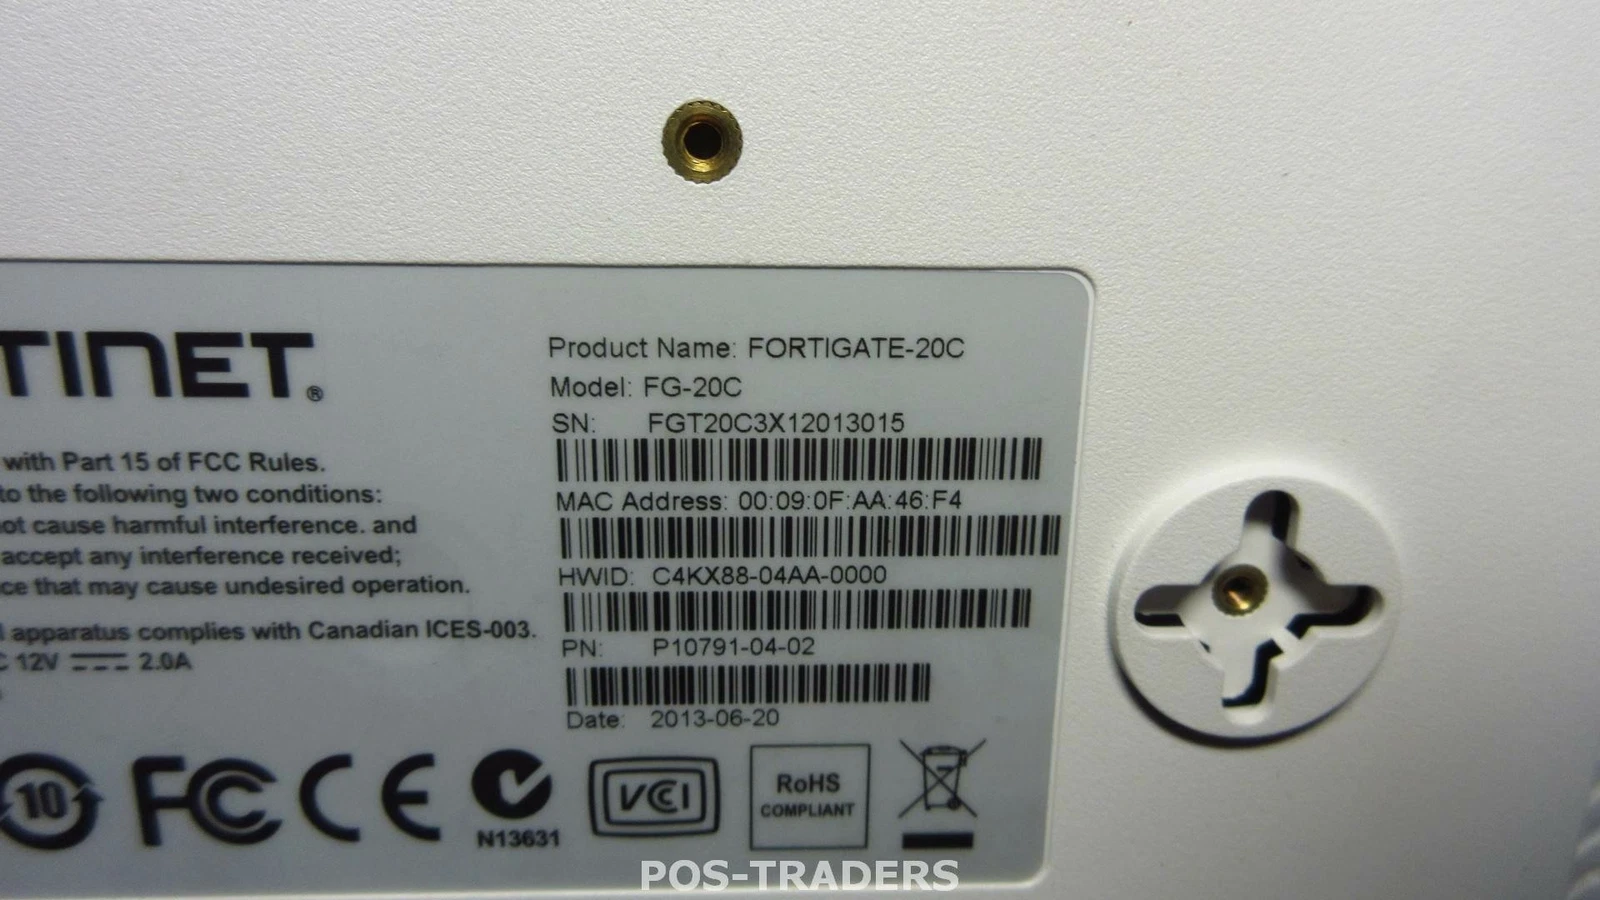 TINET®
Product Name: FORTIGATE-20C
Model: FG-20C
SN: FGT20C3X12013015
MAC Address: 00:09:0F:AA:46:F4
HWID: C4KX88-04AA-0000
PN: P10791-04-02
Date: 2013-06-20
with Part 15 of FCC Rules.
to the following two conditions:
not cause harmful interference. and
accept any interference received;
ce that may cause undesired operation.
apparatus complies with Canadian ICES-003.
C 12V 2.0A
10
FC
CE
N13631
VCI
RoHS
COMPLIANT
POS-TRADERS